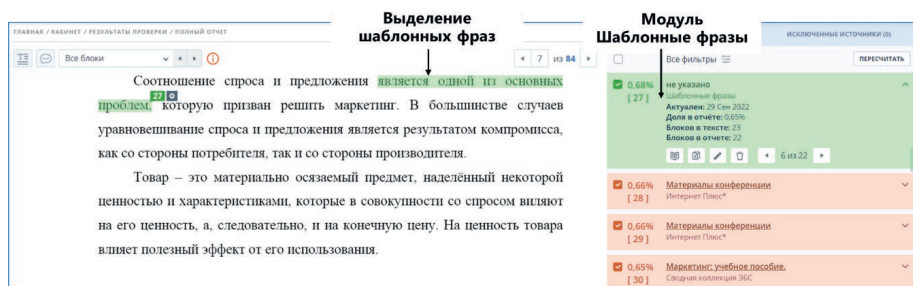 Выделение
шаблонных фраз
Модуль
Шаблонные фразы
ГЛАВНАЯ / КАБИНЕТ / РЕЗУЛЬТАТЫ ПРОВЕРКИ / ПОЛНЫЙ ОТЧЕТ
ИСКЛЮЧЕННЫЕ ИСТОЧНИКИ (0)
Все блоки
7 из 84
Все фильтры
ПЕРЕСЧИТАТЬ
Соотношение спроса и предложения является одной из основных
27
проблем, которую призван решить маркетинг. В большинстве случаев
уравновешивание спроса и предложения является результатом компромисса,
как со стороны потребителя, так и со стороны производителя.
Товар – это материально осязаемый предмет, наделённый некоторой
ценностью и характеристиками, которые в совокупности со спросом виляют
на его ценность, а, следовательно, и на конечную цену. На ценность товара
влияет полезный эффект от его использования.
0,68% не указано
[ 27 ] Шаблонные фразы
Актуален: 29 Сен 2022
Доля в отчёте: 0,65%
Блоков в тексте: 23
Блоков в отчете: 22
6 из 22
0,66% Материалы конференции
[ 28 ] Интернет Плюс*
0,66% Материалы конференции
[ 29 ] Интернет Плюс*
0,65% Маркетинг: учебное пособие.
[ 30 ] Сводная коллекция ЭБС